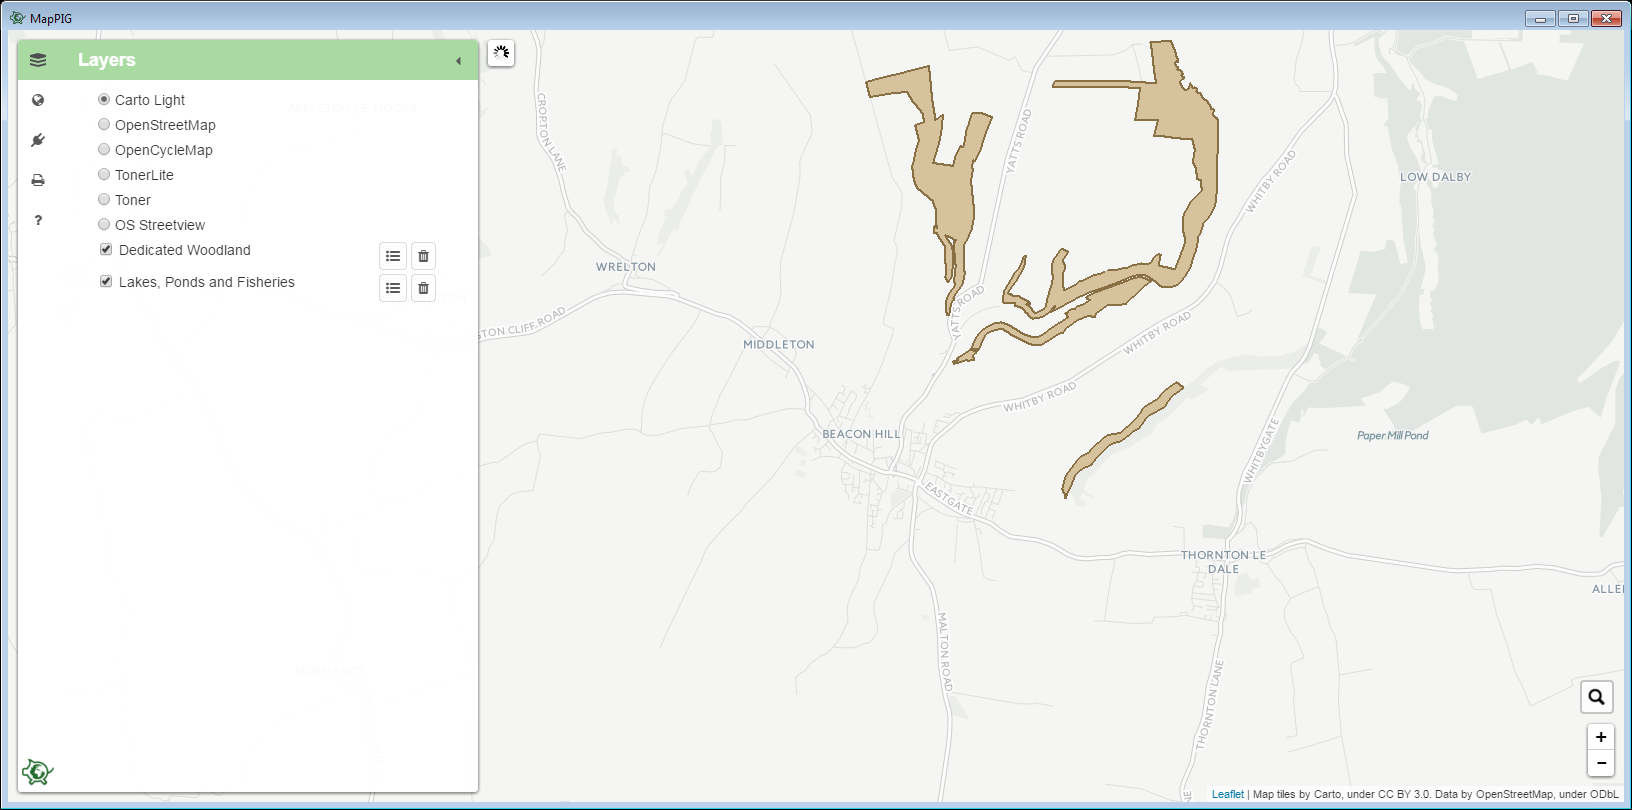 MapPIG
Layers
Carto Light
OpenStreetMap
OpenCycleMap
TonerLite
Toner
OS Streetview
Dedicated Woodland
Lakes, Ponds and Fisheries
?
CROPTON LANE
YATTS ROAD
WHITBY ROAD
LOW DALBY
WRELTON
YATTS ROAD
CLIFF ROAD
WHITBY ROAD
MIDDLETON
WHITBY ROAD
BEACON HILL
Paper Mill Pond
WHITBYGATE
EASTGATE
THORNTON LE
DALE
ALLE
MALTON ROAD
THORNTON LANE
NE
+
−
Leaflet | Map tiles by Carto, under CC BY 3.0. Data by OpenStreetMap, under ODbL